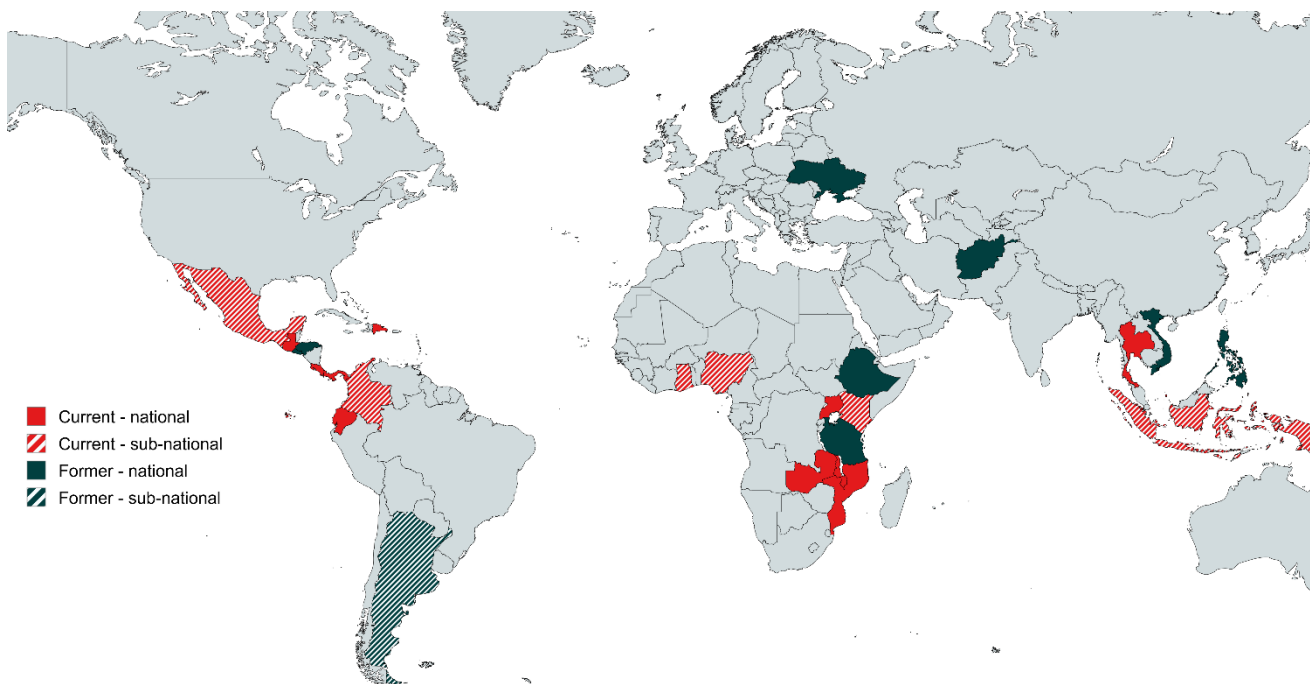 Current - national
Current - sub-national
Former - national
Former - sub-national